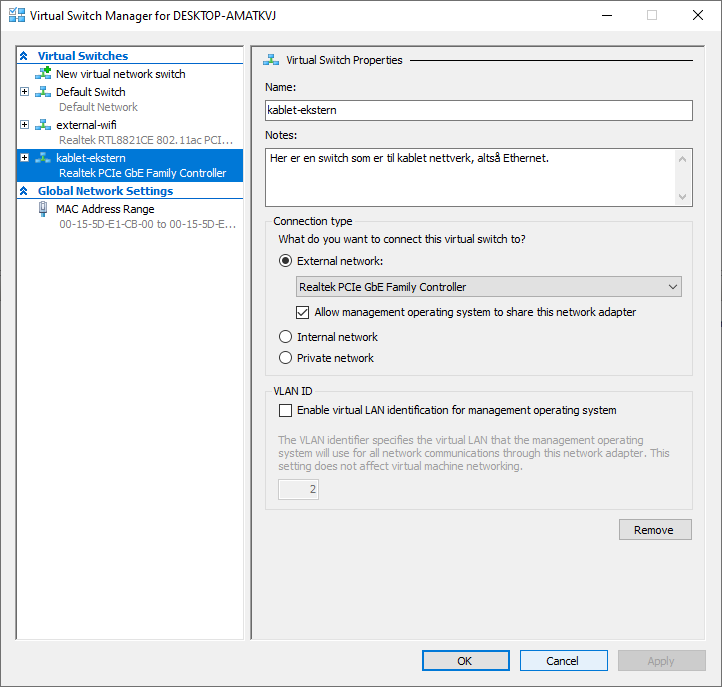 Virtual Switch Manager for DESKTOP-AMATKVJ
Virtual Switches
New virtual network switch
Default Switch
Default Network
external-wifi
Realtek RTL8821CE 802.11ac PCI...
kablet-ekstern
Realtek PCIe GbE Family Controller
Global Network Settings
MAC Address Range
00-15-5D-E1-CB-00 to 00-15-5D-E...
Virtual Switch Properties
Name:
kablet-ekstern
Notes:
Her er en switch som er til kablet nettverk, altså Ethernet.
Connection type
What do you want to connect this virtual switch to?
External network:
Realtek PCIe GbE Family Controller
Allow management operating system to share this network adapter
Internal network
Private network
VLAN ID
Enable virtual LAN identification for management operating system
The VLAN identifier specifies the virtual LAN that the management operating
system will use for all network communications through this network adapter. This
setting does not affect virtual machine networking.
2
Remove
OK
Cancel
Apply